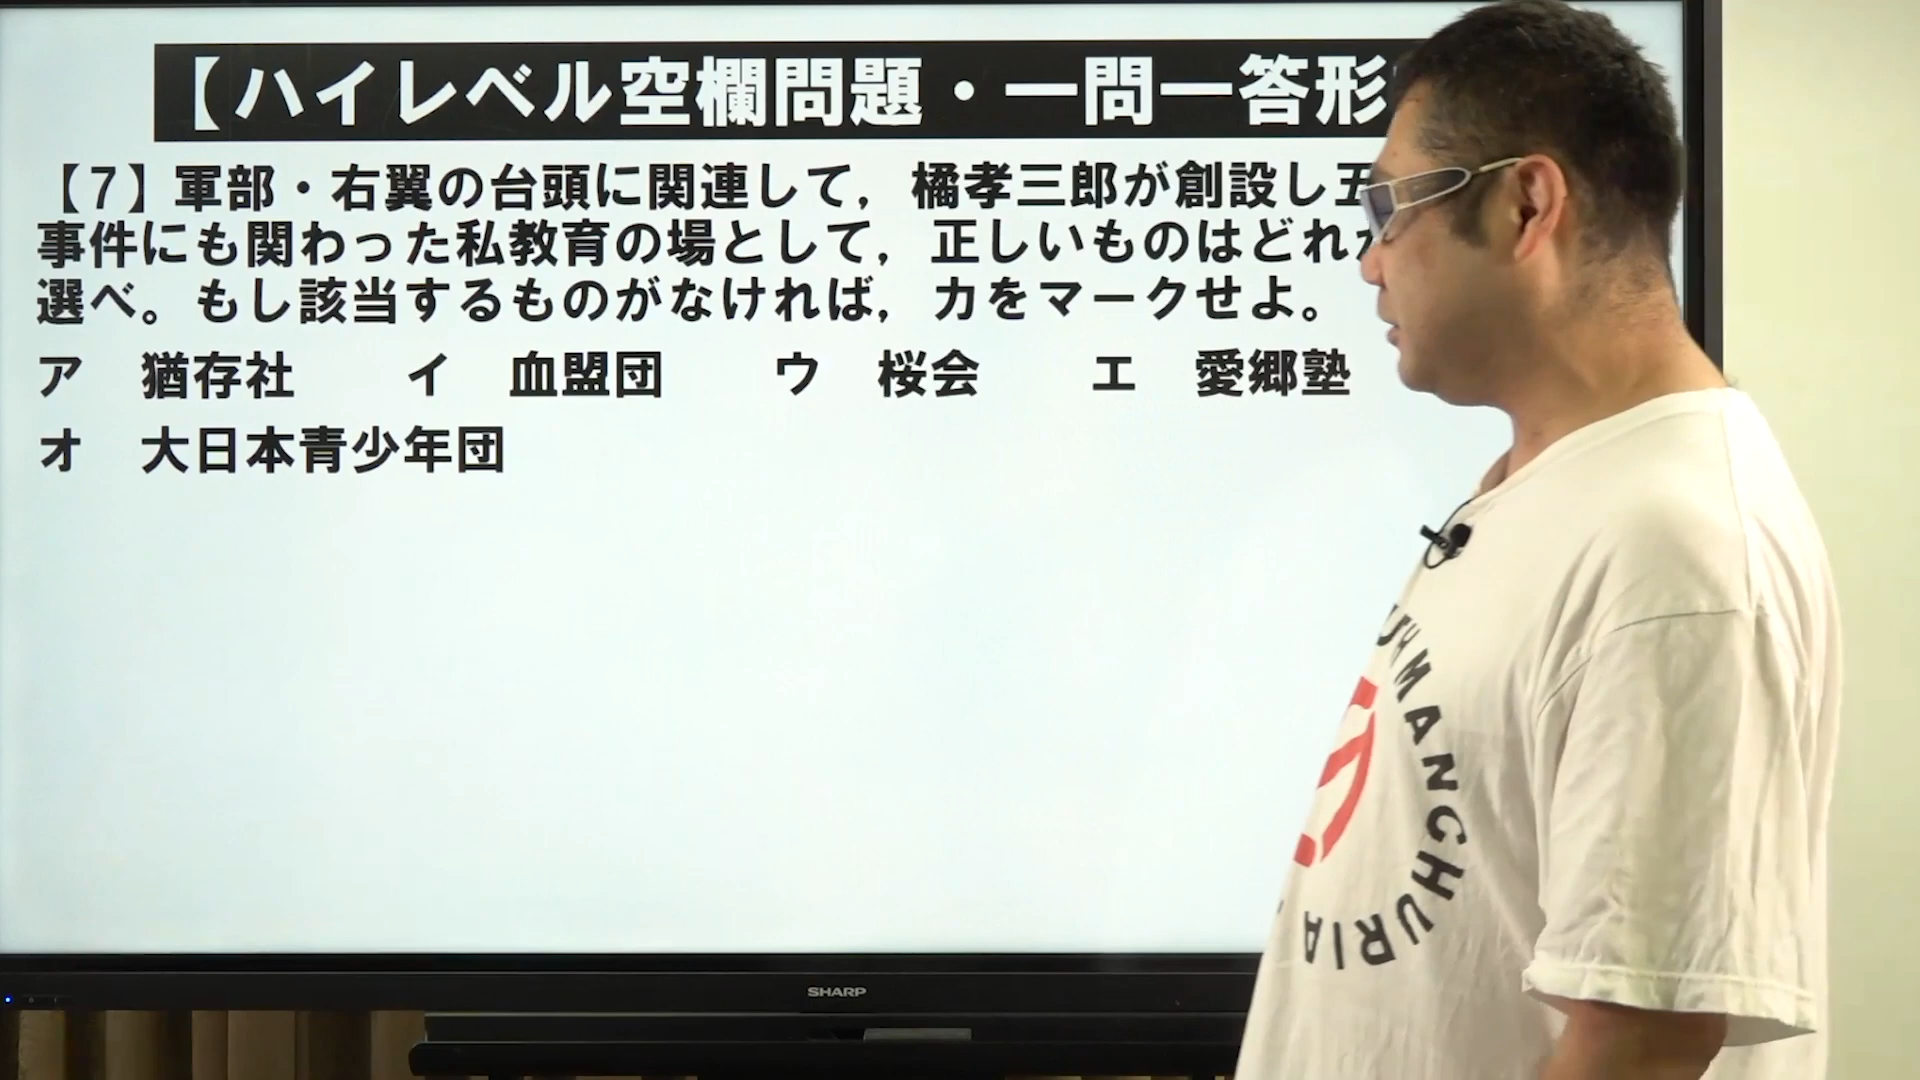 【ハイレベル空欄問題・一問一答形
【7】軍部・右翼の台頭に関連して，橘孝三郎が創設し五
事件にも関わった私教育の場として，正しいものはどれか
選べ。もし該当するものがなければ，カをマークせよ。
ア 猶存社 イ 血盟団 ウ 桜会 エ 愛郷塾
オ 大日本青少年団
SHARP
MANCHURIA